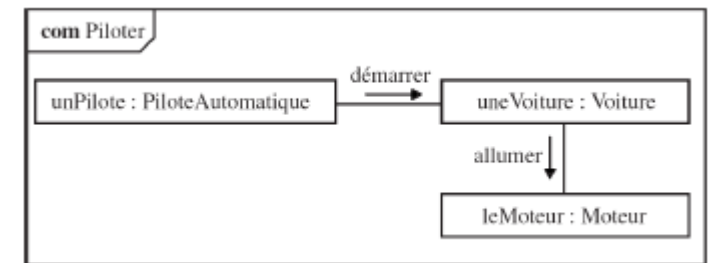 com Piloter
démarrer
unPilote : PiloteAutomatique
uneVoiture : Voiture
allumer
leMoteur : Moteur